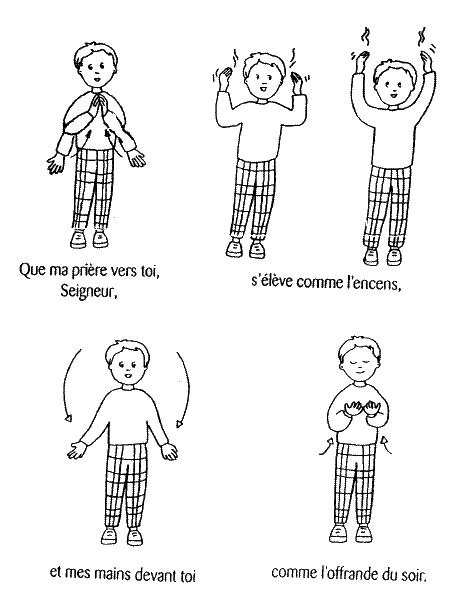 Que ma prière vers toi,
Seigneur,
s'élève comme l'encens,
et mes mains devant toi
comme l'offrande du soir.